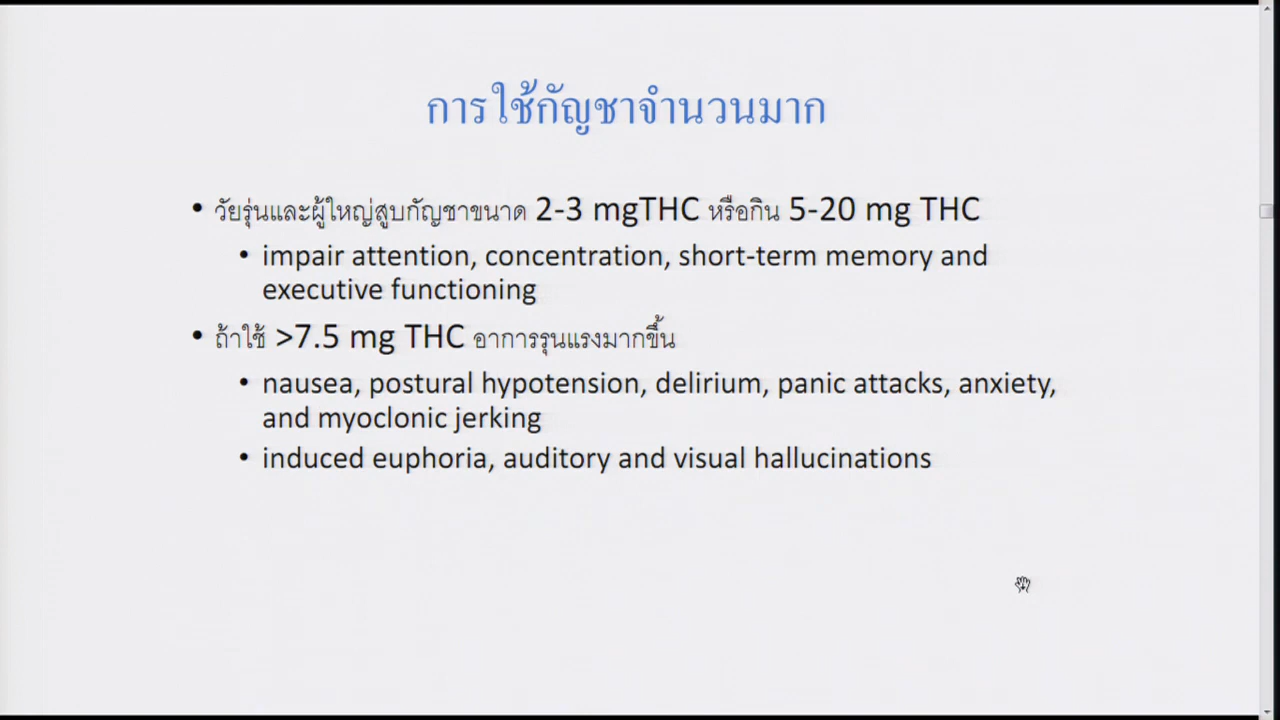 การใช้กัญชาจำนวนมาก
• วัยรุ่นและผู้ใหญ่สูบกัญชาขนาด 2-3 mgTHC หรือกิน 5-20 mg THC
• impair attention, concentration, short-term memory and
executive functioning
• ถ้าใช้ >7.5 mg THC อาการรุนแรงมากขึ้น
• nausea, postural hypotension, delirium, panic attacks, anxiety,
and myoclonic jerking
• induced euphoria, auditory and visual hallucinations